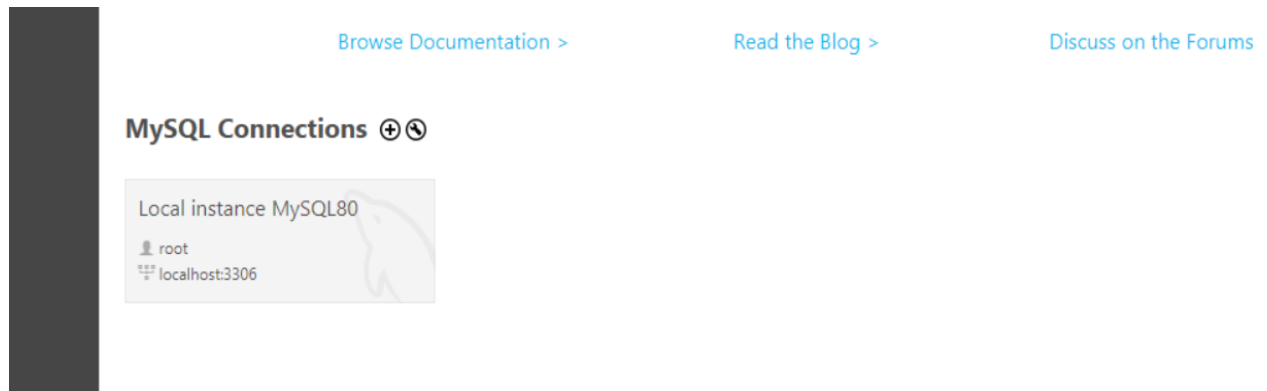 Browse Documentation > Read the Blog > Discuss on the Forums
MySQL Connections
Local instance MySQL80
root
localhost:3306